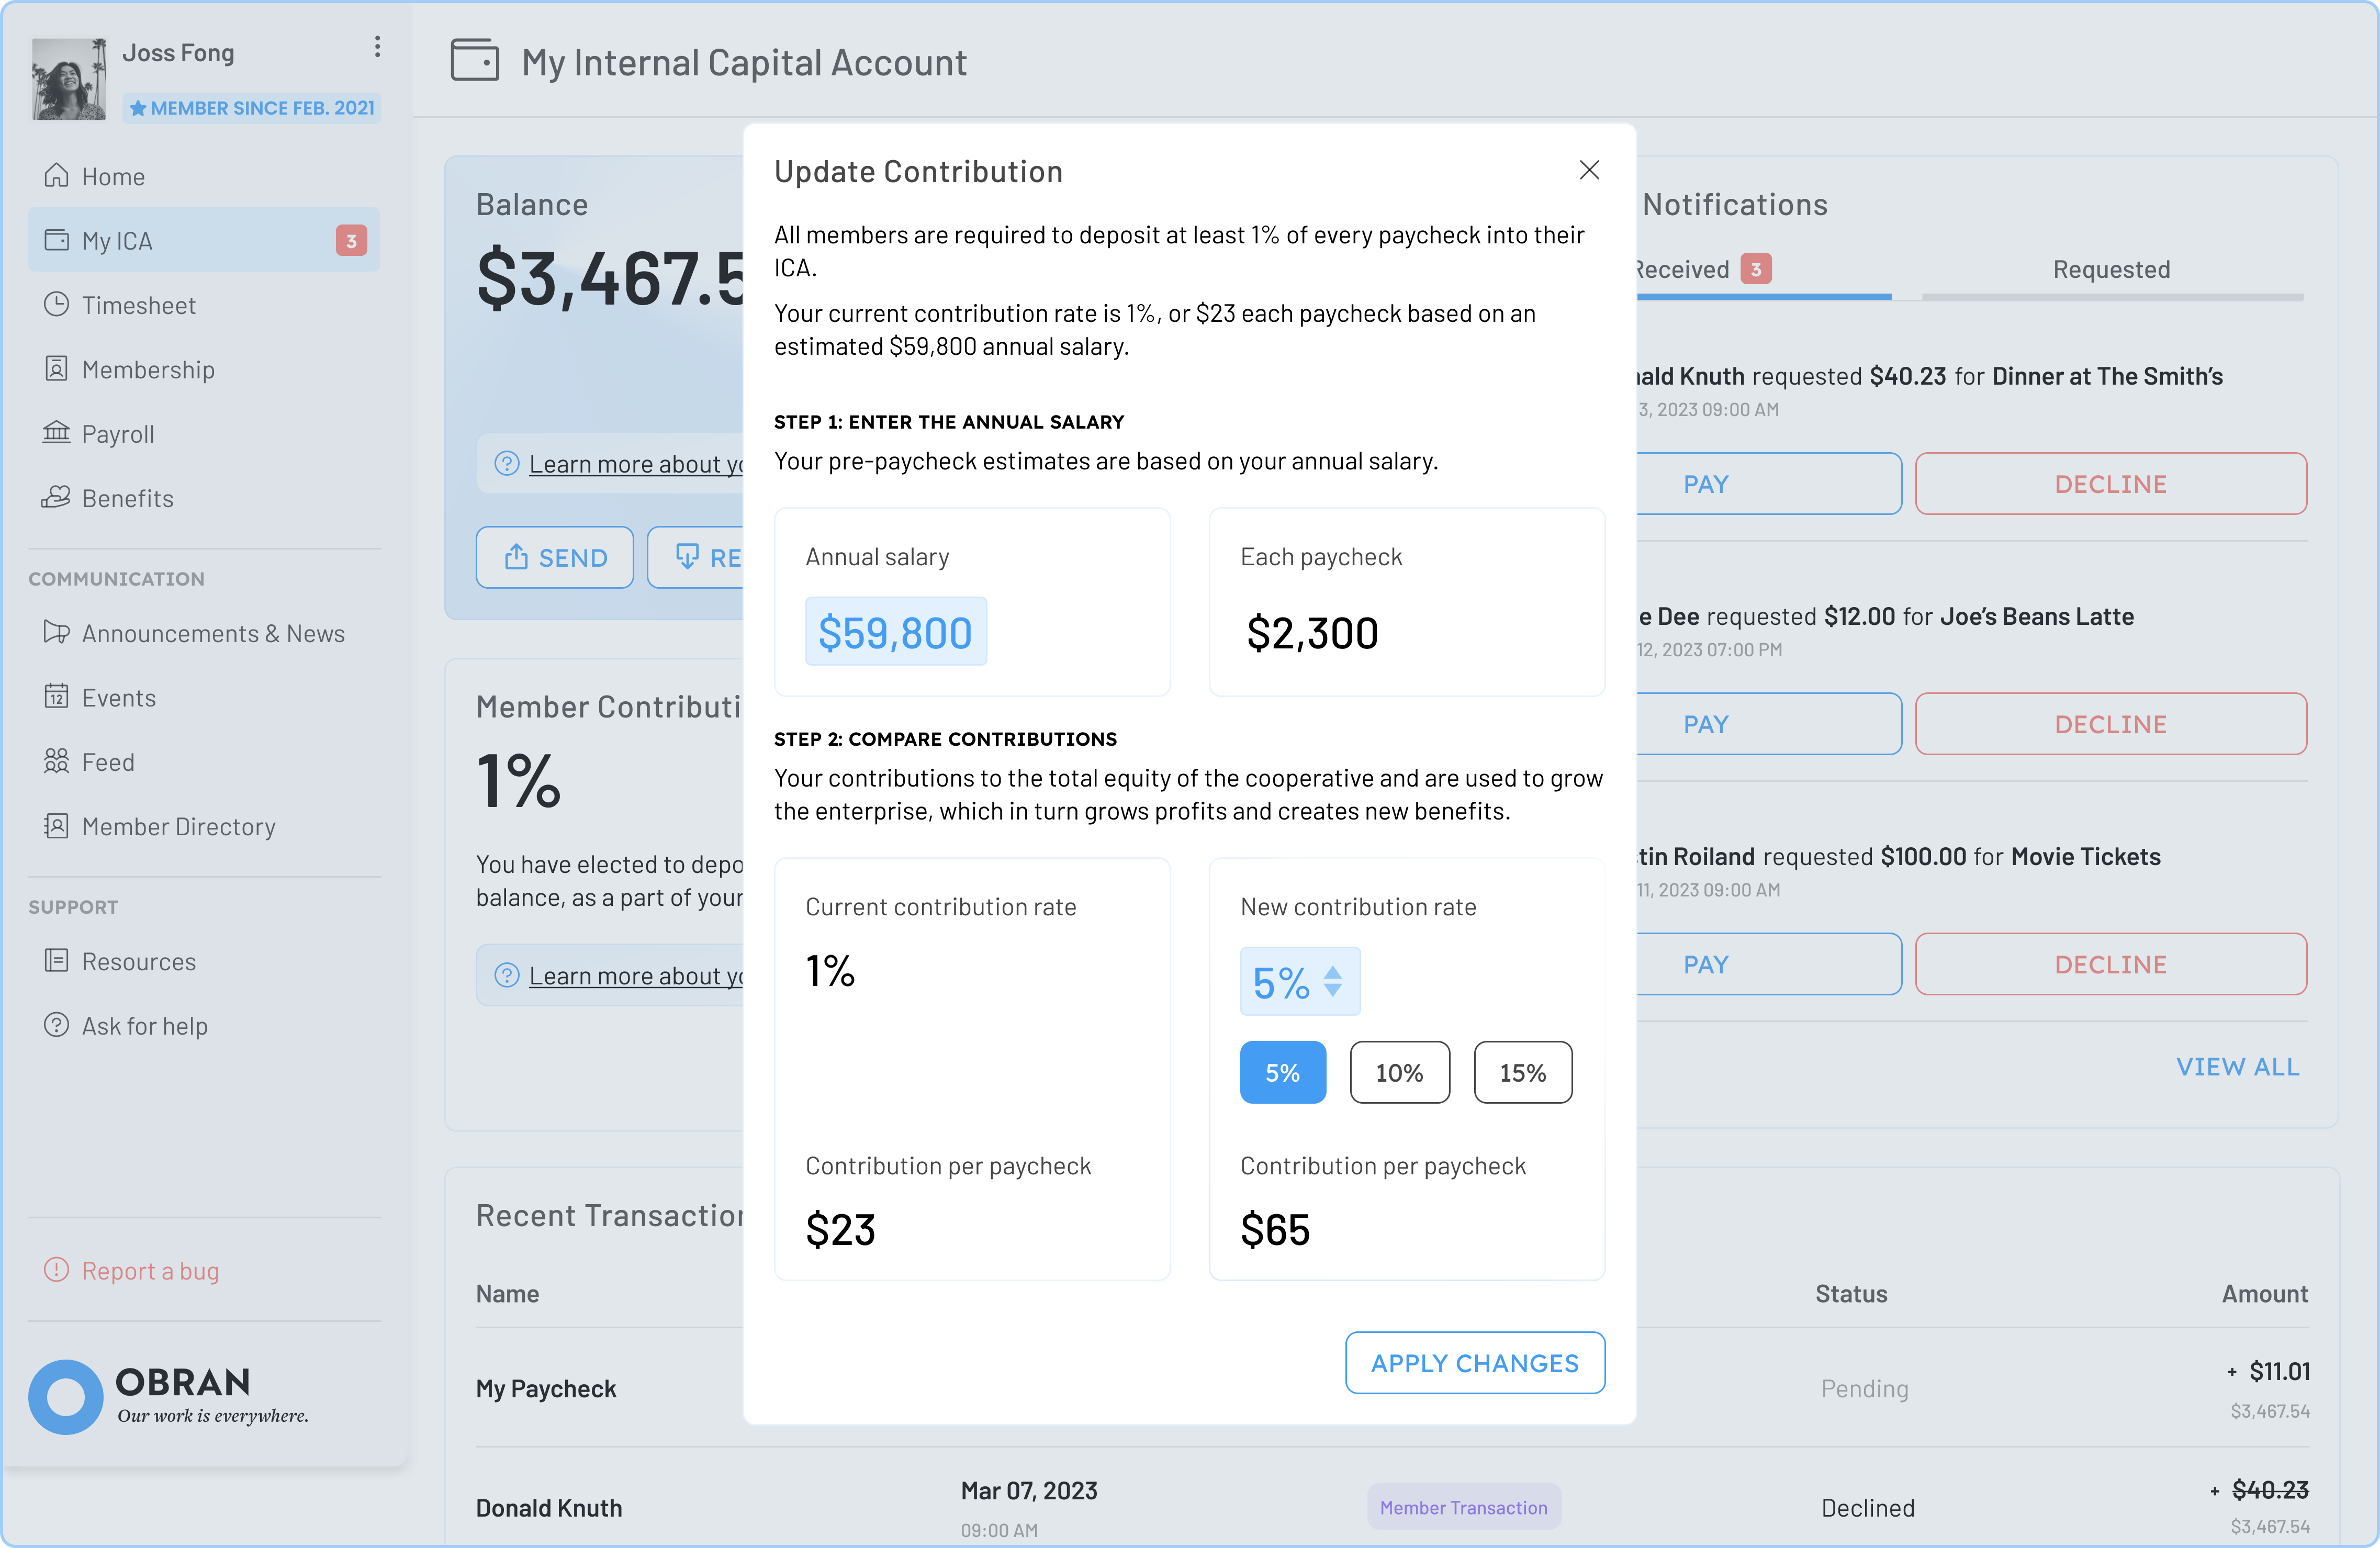 Joss Fong
MEMBER SINCE FEB. 2021
Home
My ICA
3
Timesheet
Membership
Payroll
Benefits
COMMUNICATION
Announcements & News
12
Events
Feed
Member Directory
SUPPORT
Resources
Ask for help
Report a bug
OBRAN
Our work is everywhere.
My Internal Capital Account
Balance
$3,467.5
Learn more about
SEND
Member
1%
You have elected to
balance, as a part of your
Learn more about
Recent
Name
Status
Amount
My Paycheck
Pending
+ $11.01
$3,467.54
Donald Knuth
Mar 07, 2023
09:00 AM
Member Transaction
Declined
+ $40.23
$3,467.54
Update Contribution
All members are required to deposit at least 1% of every paycheck into their
ICA.
Your current contribution rate is 1%, or $23 each paycheck based on an
estimated $59,800 annual salary.
STEP 1: ENTER THE ANNUAL SALARY
Your pre-paycheck estimates are based on your annual salary.
Annual salary
$59,800
Each paycheck
$2,300
STEP 2: COMPARE CONTRIBUTIONS
Your contributions to the total equity of the cooperative and are used to grow
the enterprise, which in turn grows profits and creates new benefits.
Current contribution rate
1%
Contribution per paycheck
$23
New contribution rate
5%
5%
10%
15%
Contribution per paycheck
$65
APPLY CHANGES
Notifications
Received
3
Requested
ald Knuth requested $40.23 for Dinner at The Smith's
3, 2023 09:00 AM
PAY
DECLINE
e Dee requested $12.00 for Joe's Beans Latte
12, 2023 07:00 PM
PAY
DECLINE
tin Roiland requested $100.00 for Movie Tickets
11, 2023 09:00 AM
PAY
DECLINE
VIEW ALL